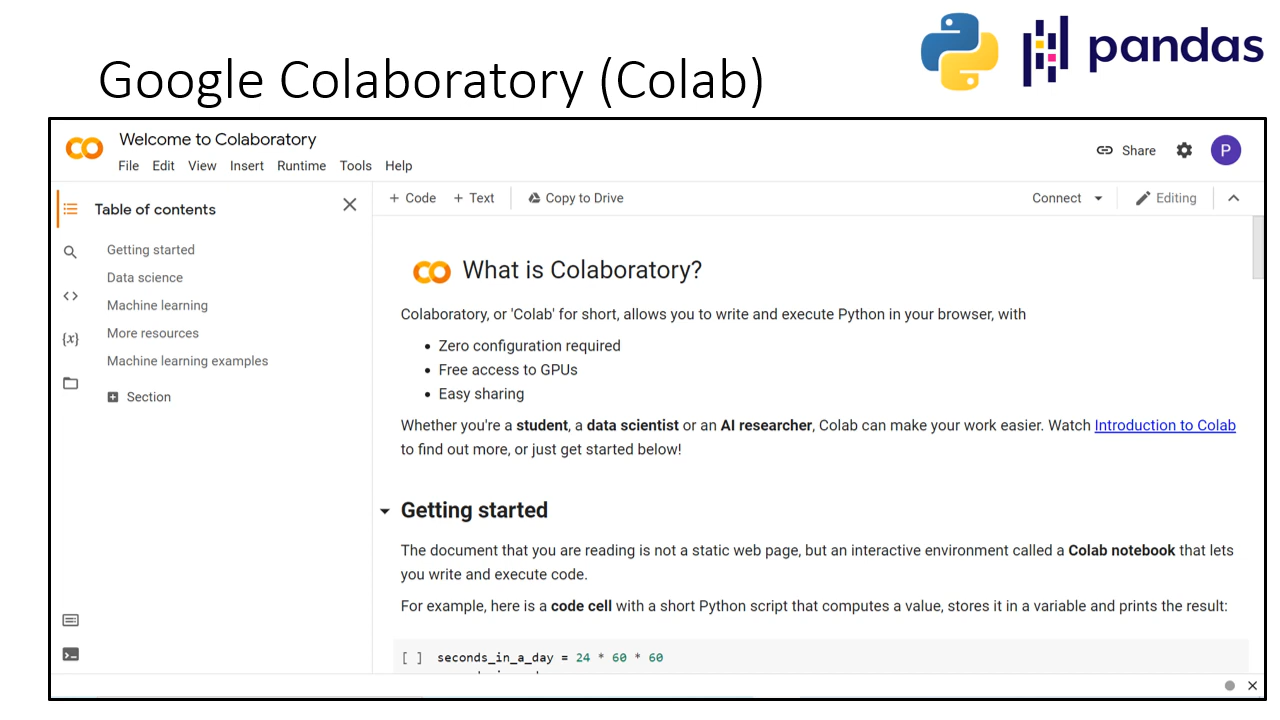 Google Colaboratory (Colab)
pandas
Welcome to Colaboratory
File Edit View Insert Runtime Tools Help
Share
P
Table of contents
Getting started
Data science
Machine learning
More resources
Machine learning examples
Section
+ Code + Text Copy to Drive
Connect Editing
What is Colaboratory?
Colaboratory, or 'Colab' for short, allows you to write and execute Python in your browser, with
• Zero configuration required
• Free access to GPUs
• Easy sharing
Whether you're a student, a data scientist or an AI researcher, Colab can make your work easier. Watch Introduction to Colab
to find out more, or just get started below!
Getting started
The document that you are reading is not a static web page, but an interactive environment called a Colab notebook that lets
you write and execute code.
For example, here is a code cell with a short Python script that computes a value, stores it in a variable and prints the result:
[ ] seconds_in_a_day = 24 * 60 * 60